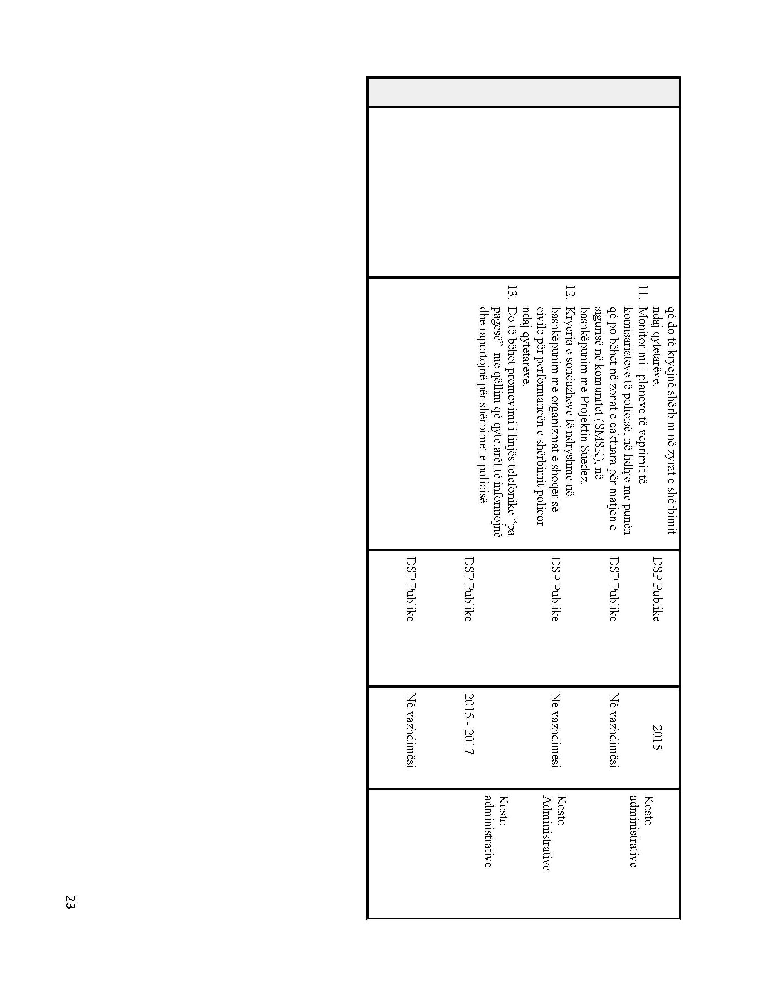 që do të kryejnë shërbim në zyrat e shërbimit
ndaj qytetarëve.
11. Monitorimi i planeve të veprimit të
komisariateve të policisë, në lidhje me punën
që po bëhet në zonat e caktuara për matjen e
sigurisë në komunitet (SMSK), në
bashkëpunim me Projektin Suedez.
12. Kryerja e sondazheve të ndryshme në
bashkëpunim me organizmat e shoqërisë
civile për performancën e shërbimit policor
ndaj qytetarëve.
13. Do të bëhet promovimi i linjës telefonike “pa
pagesë” me qëllim që qytetarët të informojnë
dhe raportojnë për shërbimet e policisë.
DSP Publike
DSP Publike
DSP Publike
DSP Publike
DSP Publike
2015
Në vazhdimësi
Në vazhdimësi
2015 - 2017
Në vazhdimësi
Kosto
administrative
Kosto
Administrative
Kosto
administrative
23